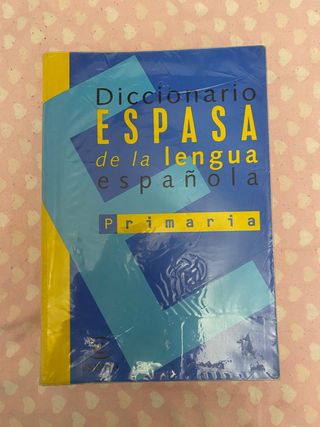 Diccionario
ESPASA
de la lengua
española
Primaria